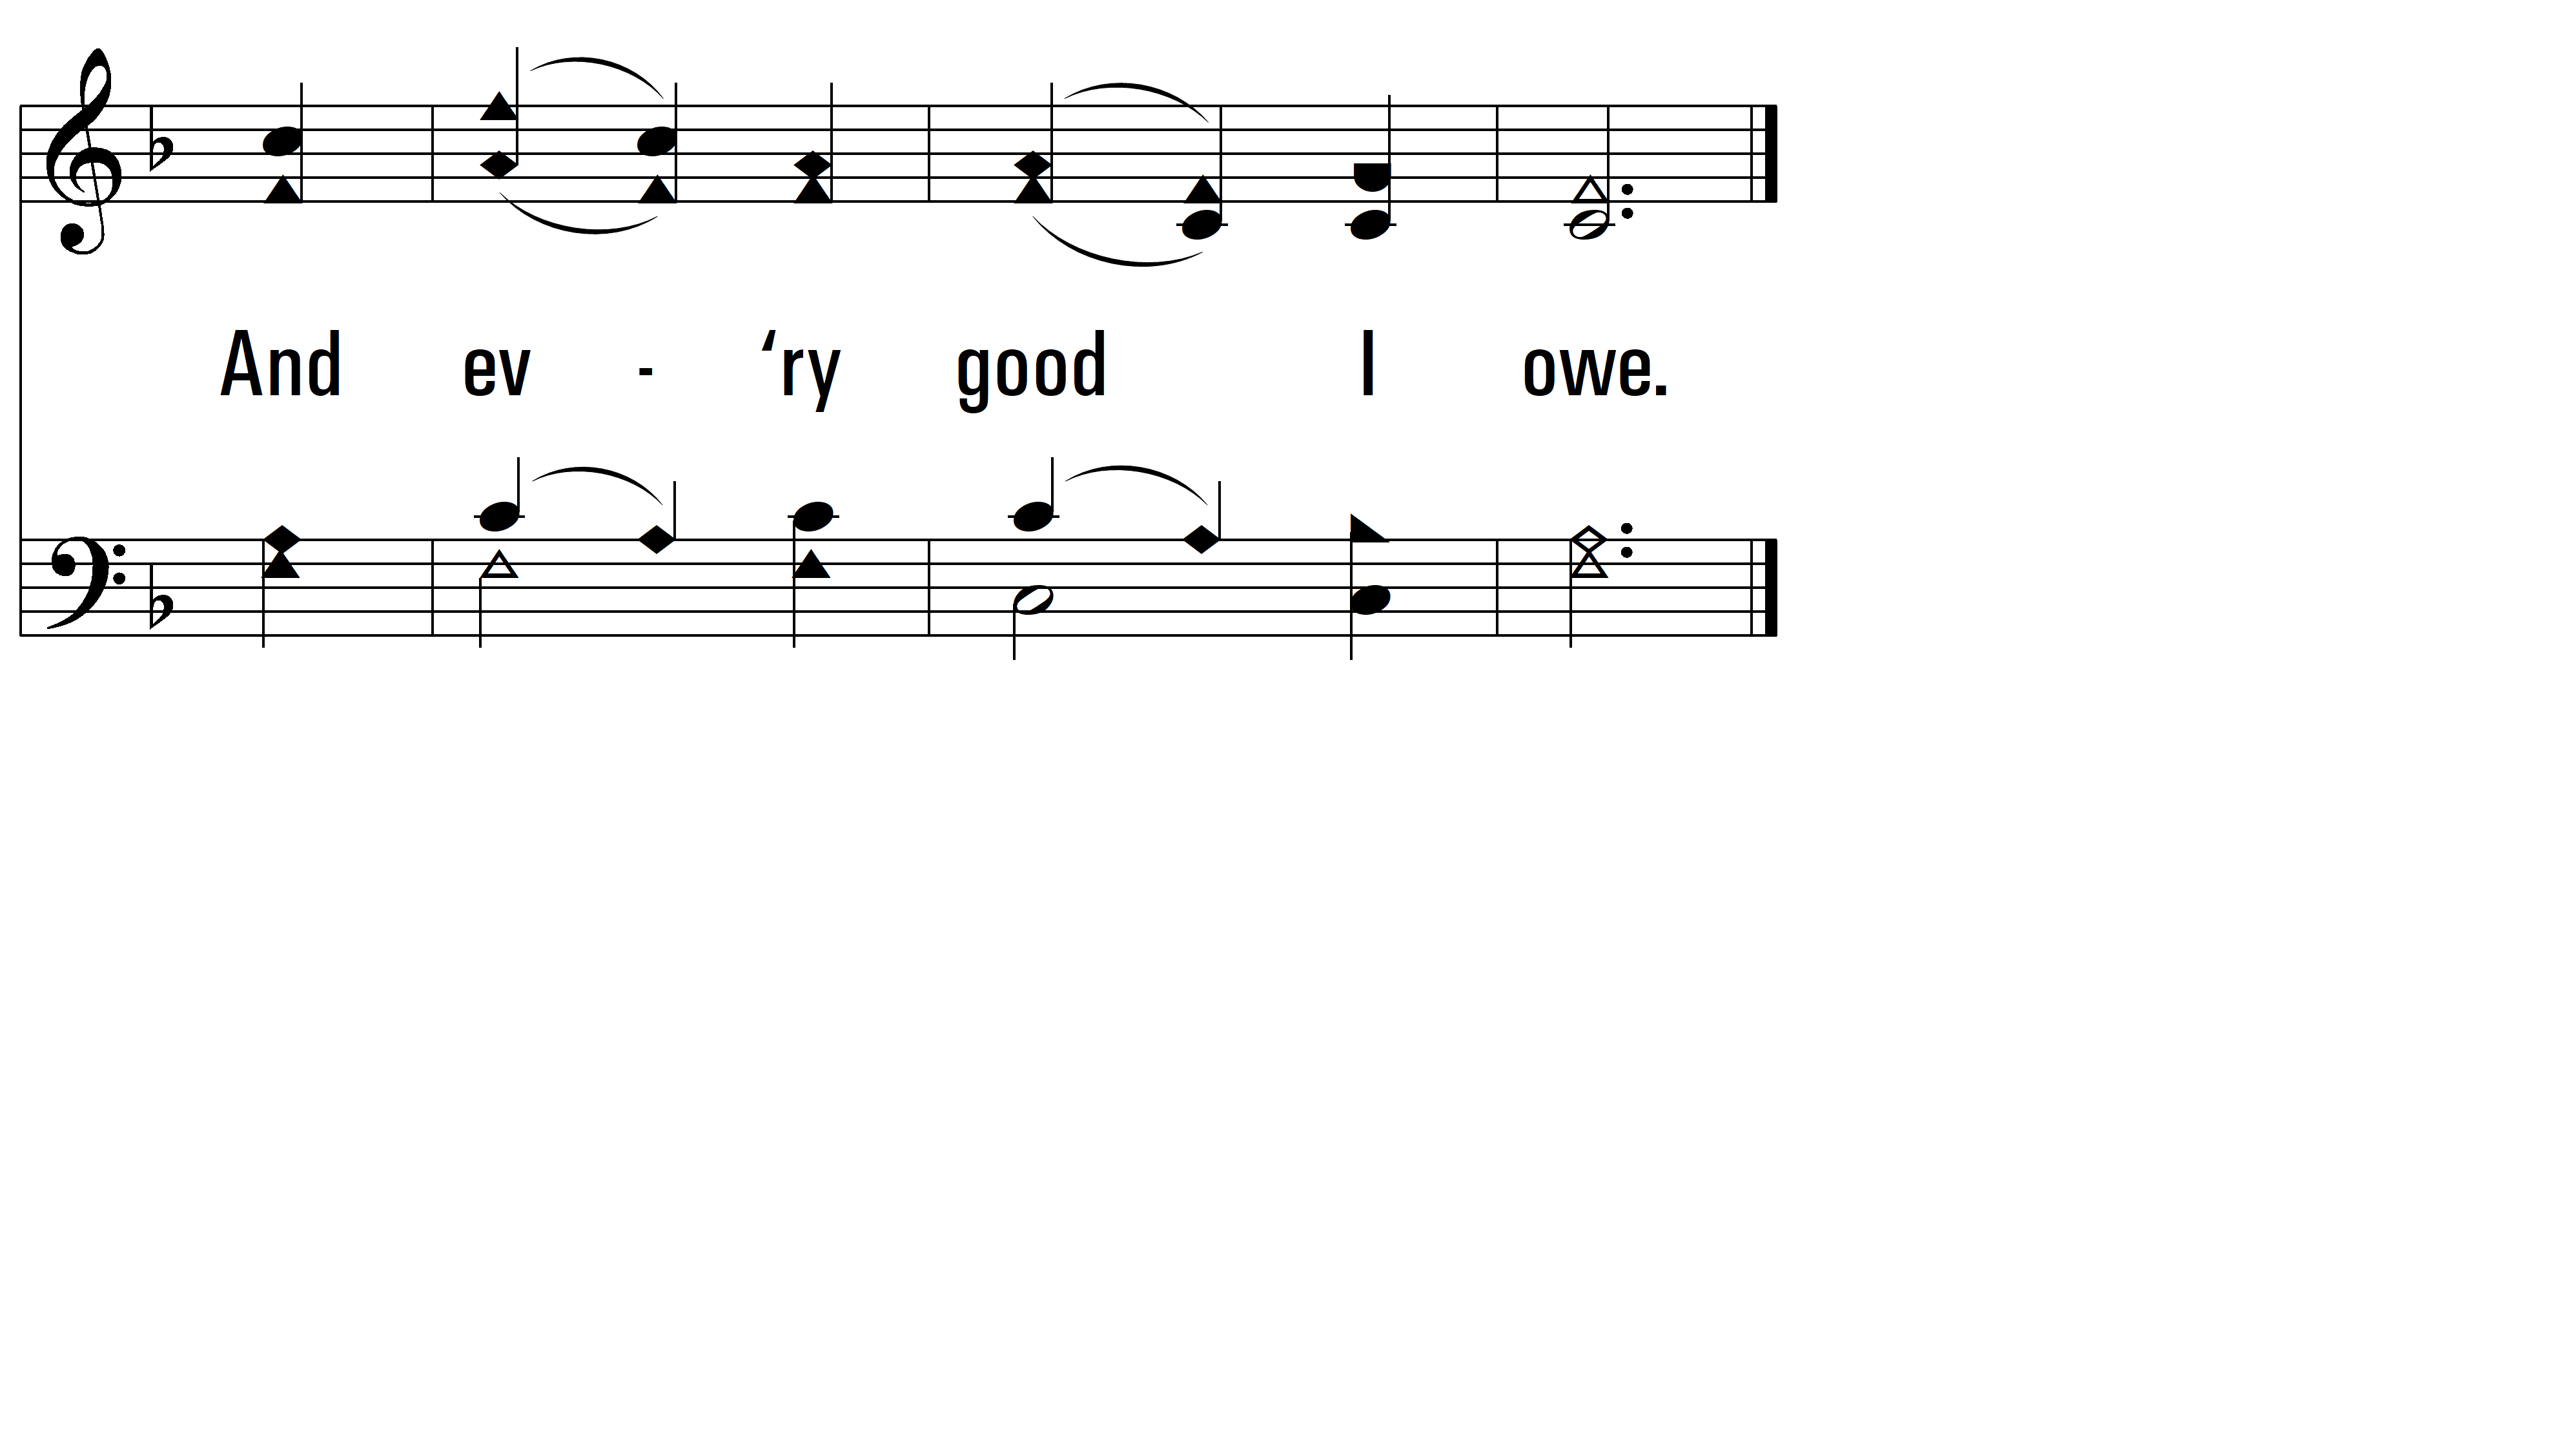 And ev - ‘ry good I owe.